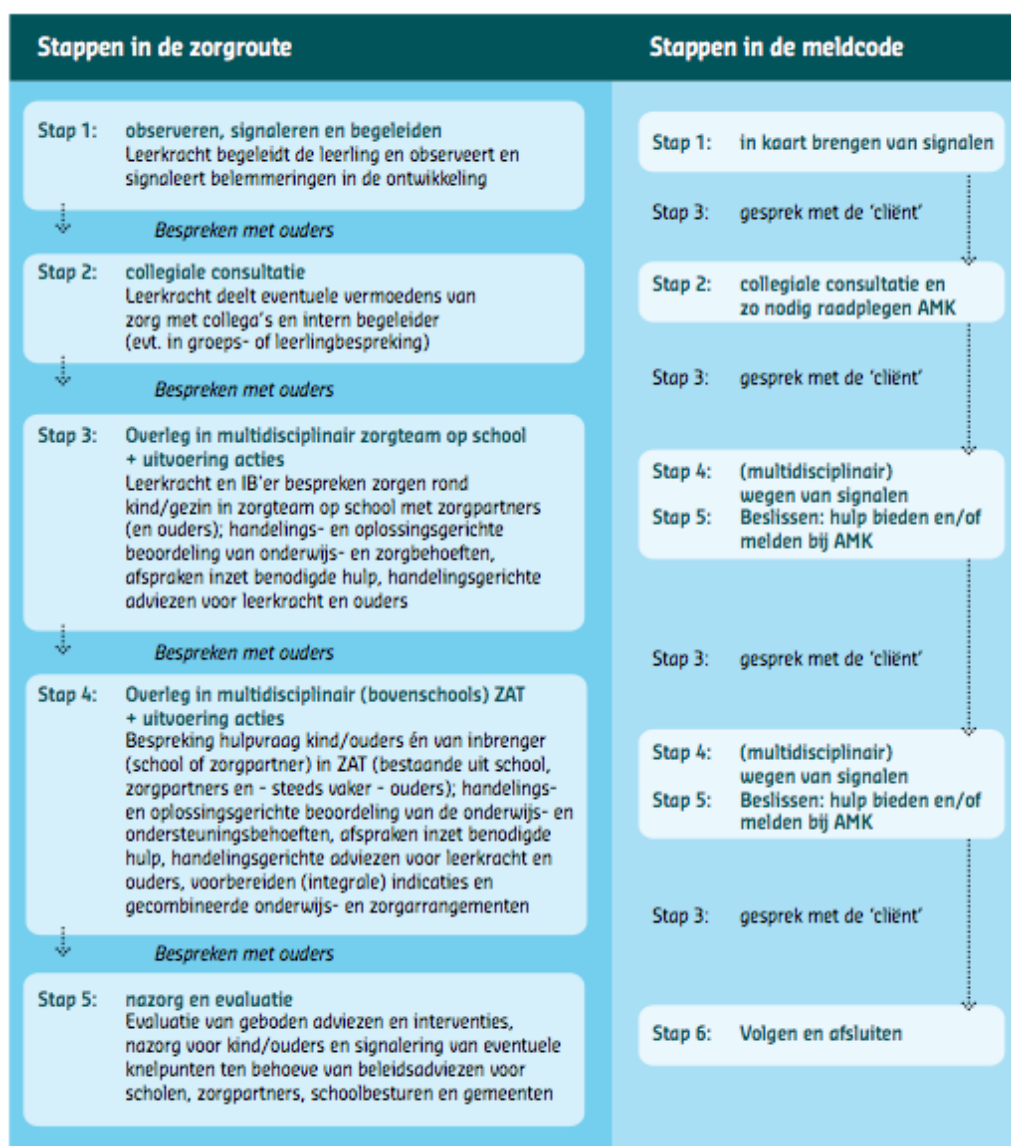 Stappen in de zorgroute
Stap 1: observeren, signaleren en begeleiden
Leerkracht begeleidt de leerling en observeert en
signaleert belemmeringen in de ontwikkeling
Bespreken met ouders
Stap 2: collegiale consultatie
Leerkracht deelt eventuele vermoedens van
zorg met collega's en intern begeleider
(evt. in groeps- of leerlingbespreking)
Bespreken met ouders
Stap 3: Overleg in multidisciplinair zorgteam op school
+ uitvoering acties
Leerkracht en IB'er bespreken zorgen rond
kind/gezin in zorgteam op school met zorgpartners
(en ouders); handelings- en oplossingsgerichte
beoordeling van onderwijs- en zorgbehoeften,
afspraken inzet benodigde hulp, handelingsgerichte
adviezen voor leerkracht en ouders
Bespreken met ouders
Stap 4: Overleg in multidisciplinair (bovenschools) ZAT
+ uitvoering acties
Bespreking hulpvraag kind/ouders én van inbrenger
(school of zorgpartner) in ZAT (bestaande uit school,
zorgpartners en - steeds vaker - ouders); handelings-
en oplossingsgerichte beoordeling van de onderwijs- en
ondersteuningsbehoeften, afspraken inzet benodigde
hulp, handelingsgerichte adviezen voor leerkracht en
ouders, voorbereiden (integrale) indicaties en
gecombineerde onderwijs- en zorgarrangementen
Bespreken met ouders
Stap 5: nazorg en evaluatie
Evaluatie van geboden adviezen en interventies,
nazorg voor kind/ouders en signalering van eventuele
knelpunten ten behoeve van beleidsadviezen voor
scholen, zorgpartners, schoolbesturen en gemeenten
Stappen in de meldcode
Stap 1: in kaart brengen van signalen
Stap 3: gesprek met de 'cliënt'
Stap 2: collegiale consultatie en
zo nodig raadplegen AMK
Stap 3: gesprek met de 'cliënt'
Stap 4: (multidisciplinair)
wegen van signalen
Stap 5: Beslissen: hulp bieden en/of
melden bij AMK
Stap 3: gesprek met de 'cliënt'
Stap 4: (multidisciplinair)
wegen van signalen
Stap 5: Beslissen: hulp bieden en/of
melden bij AMK
Stap 3: gesprek met de 'cliënt'
Stap 6: Volgen en afsluiten